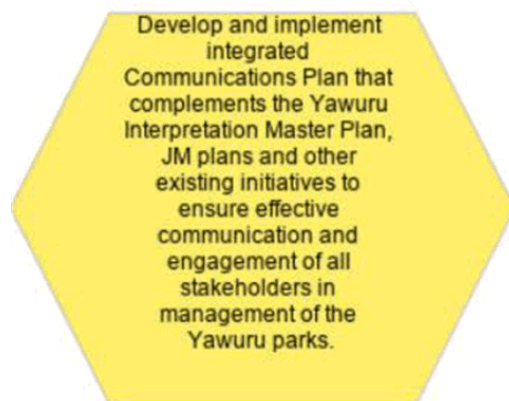 Develop and implement
integrated
Communications Plan that
complements the Yawuru
Interpretation Master Plan,
JM plans and other
existing initiatives to
ensure effective
communication and
engagement of all
stakeholders in
management of the
Yawuru parks.